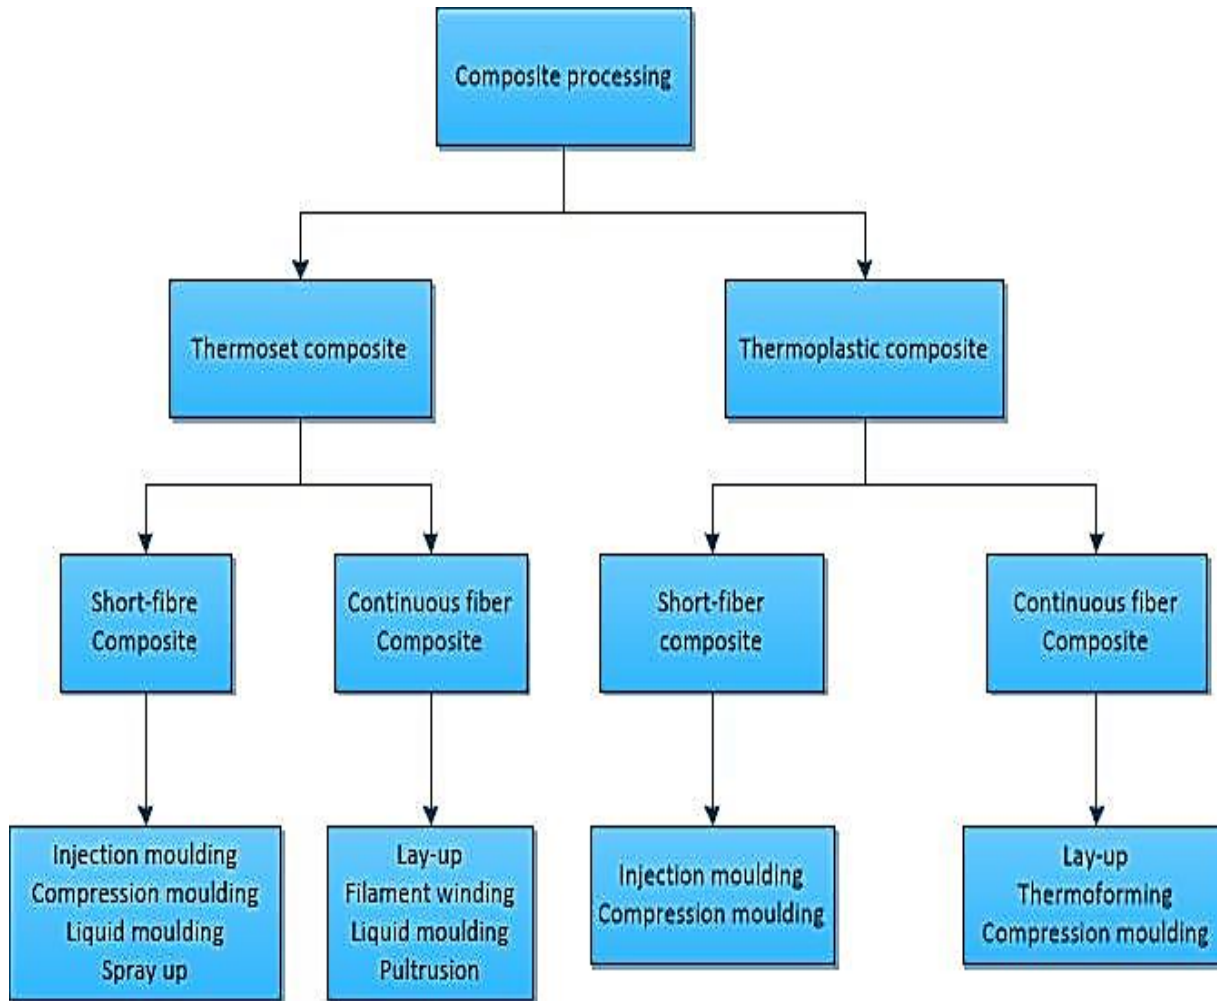 Composite processing
Thermoset composite
Thermoplastic composite
Short-fibre
Composite
Continuous fiber
Composite
Short-fiber
composite
Continuous fiber
Composite
Injection moulding
Compression moulding
Liquid moulding
Spray up
Lay-up
Filament winding
Liquid moulding
Pultrusion
Injection moulding
Compression moulding
Lay-up
Thermoforming
Compression moulding